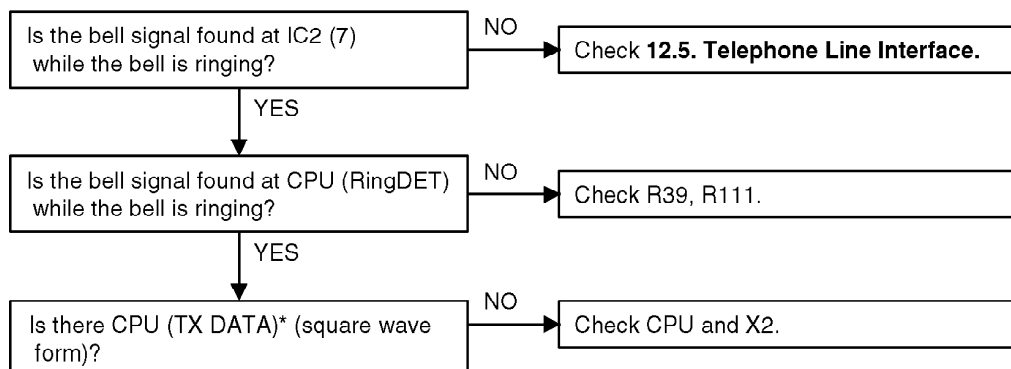 Is the bell signal found at IC2 (7)
while the bell is ringing?
NO
Check 12.5. Telephone Line Interface.
YES
Is the bell signal found at CPU (RingDET)
while the bell is ringing?
NO
Check R39, R111.
YES
Is there CPU (TX DATA)* (square wave
form)?
NO
Check CPU and X2.